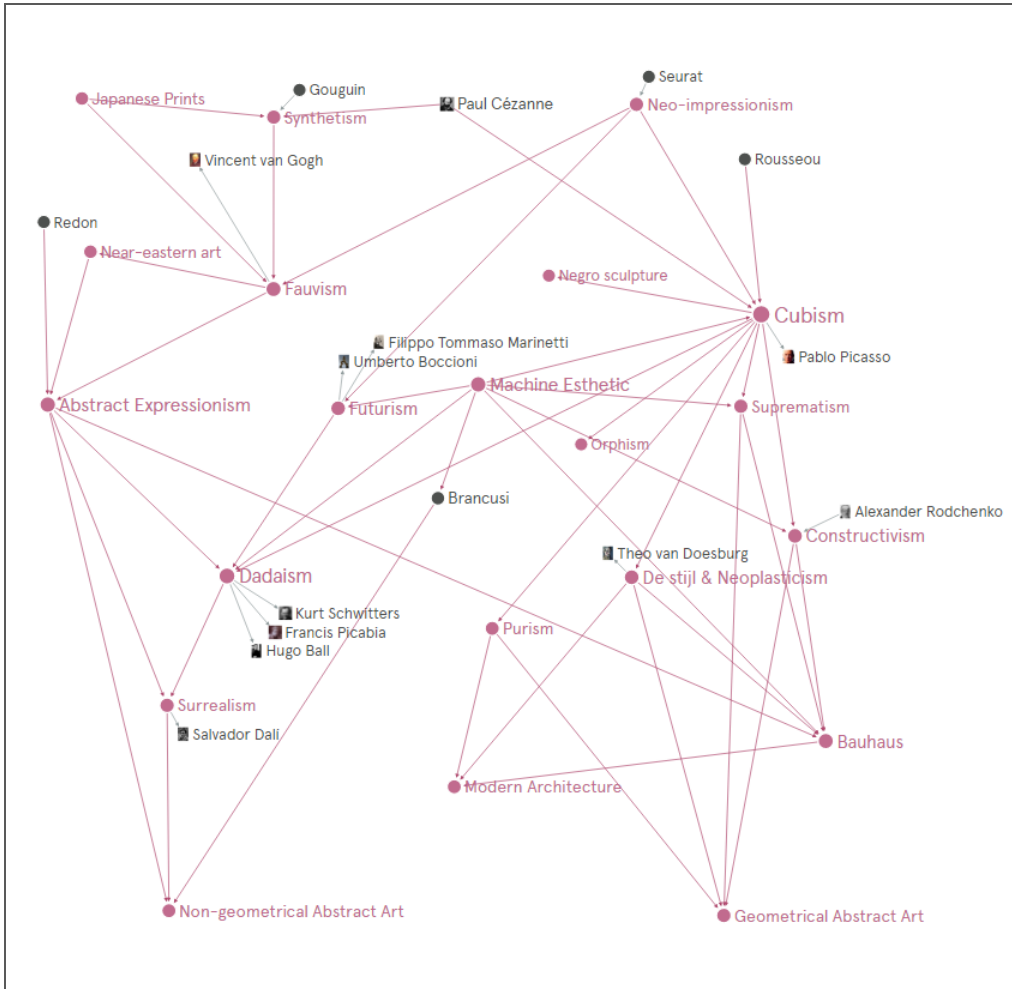 Seurat
Gouguin
Japanese Prints
Paul Cézanne
Neo-impressionism
Synthetism
Vincent van Gogh
Rousseou
Redon
Near-eastern art
Negro sculpture
Fauvism
Cubism
Filippo Tommaso Marinetti
Pablo Picasso
Umberto Boccioni
Machine Esthetic
Abstract Expressionism
Futurism
Suprematism
Orphism
Brancusi
Alexander Rodchenko
Constructivism
Theo van Doesburg
Dadaism
De stijl & Neoplasticism
Kurt Schwitters
Purism
Francis Picabia
Hugo Ball
Surrealism
Salvador Dalí
Bauhaus
Modern Architecture
Non-geometrical Abstract Art
Geometrical Abstract Art